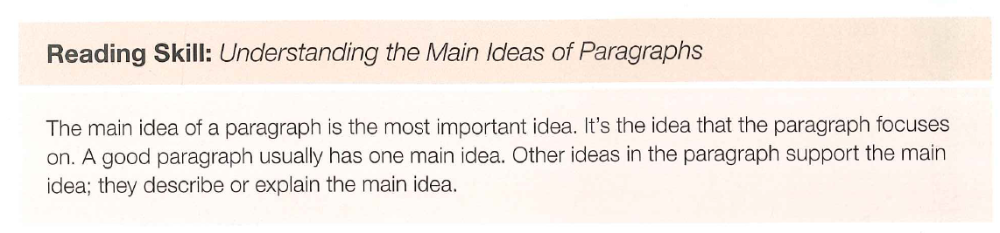 Reading Skill: Understanding the Main Ideas of Paragraphs
The main idea of a paragraph is the most important idea. It's the idea that the paragraph focuses
on. A good paragraph usually has one main idea. Other ideas in the paragraph support the main
idea; they describe or explain the main idea.